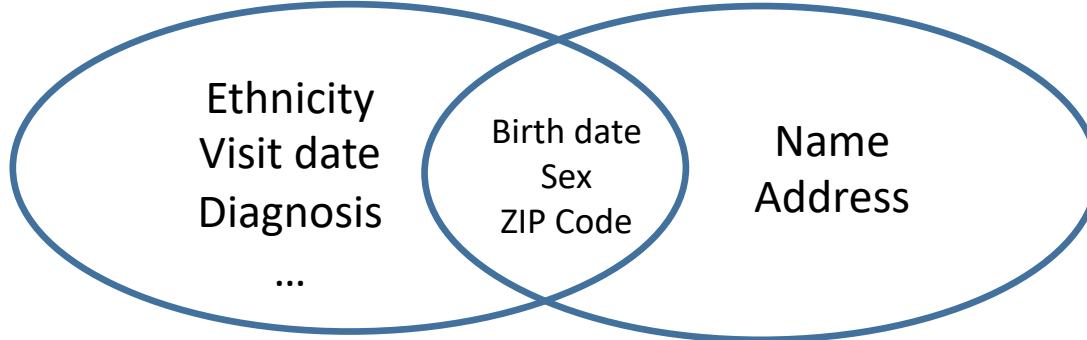 Ethnicity
Visit date
Diagnosis
...
Birth date
Sex
ZIP Code
Name
Address